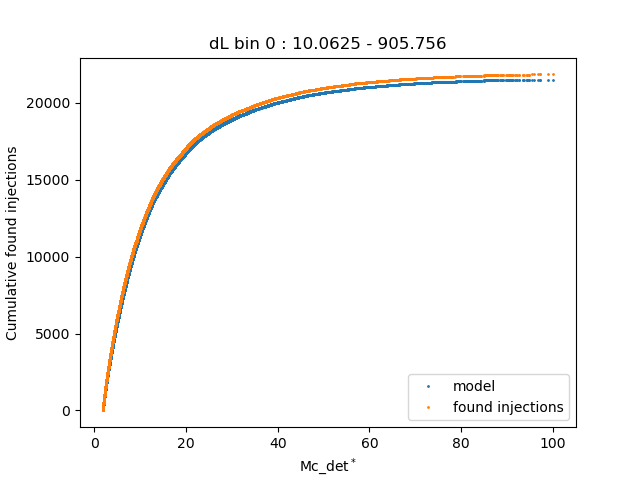 dL bin 0 : 10.0625 - 905.756
Cumulative found injections
20000
15000
10000
5000
0
0 20 40 60 80 100
Mc_det*
model
found injections